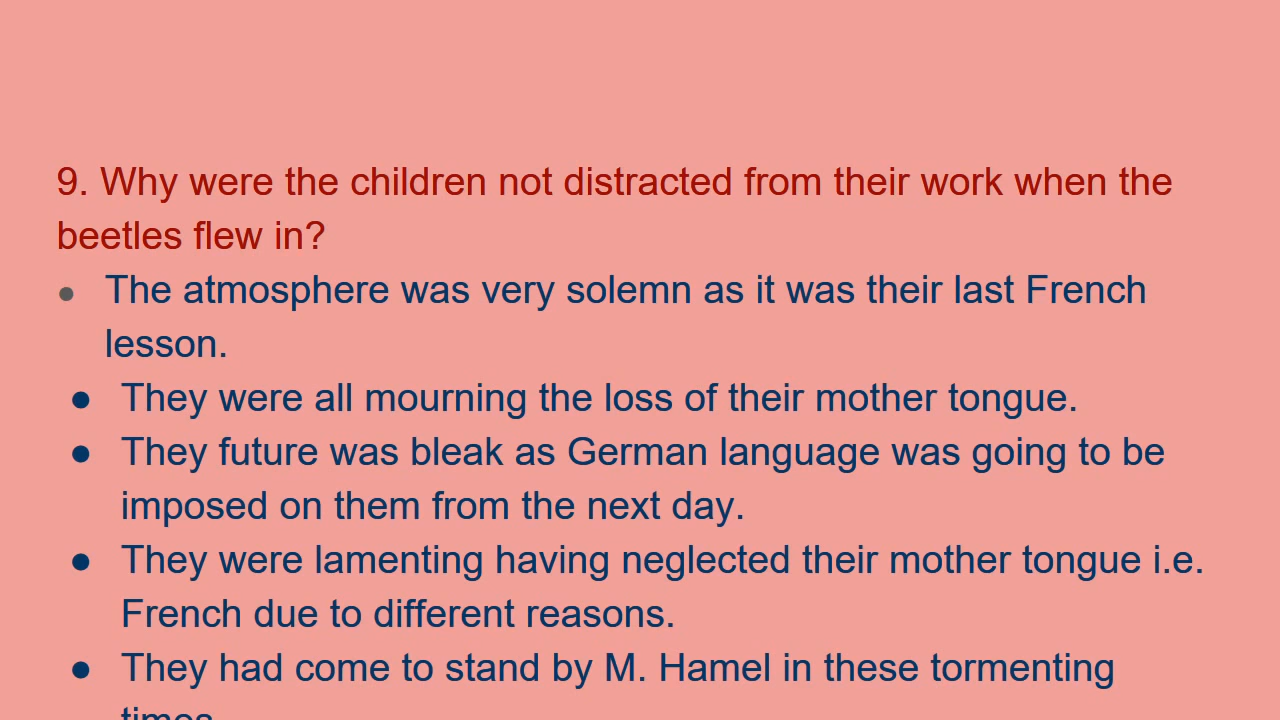 9. Why were the children not distracted from their work when the
beetles flew in?
● The atmosphere was very solemn as it was their last French
lesson.
● They were all mourning the loss of their mother tongue.
● They future was bleak as German language was going to be
imposed on them from the next day.
● They were lamenting having neglected their mother tongue i.e.
French due to different reasons.
● They had come to stand by M. Hamel in these tormenting
times.